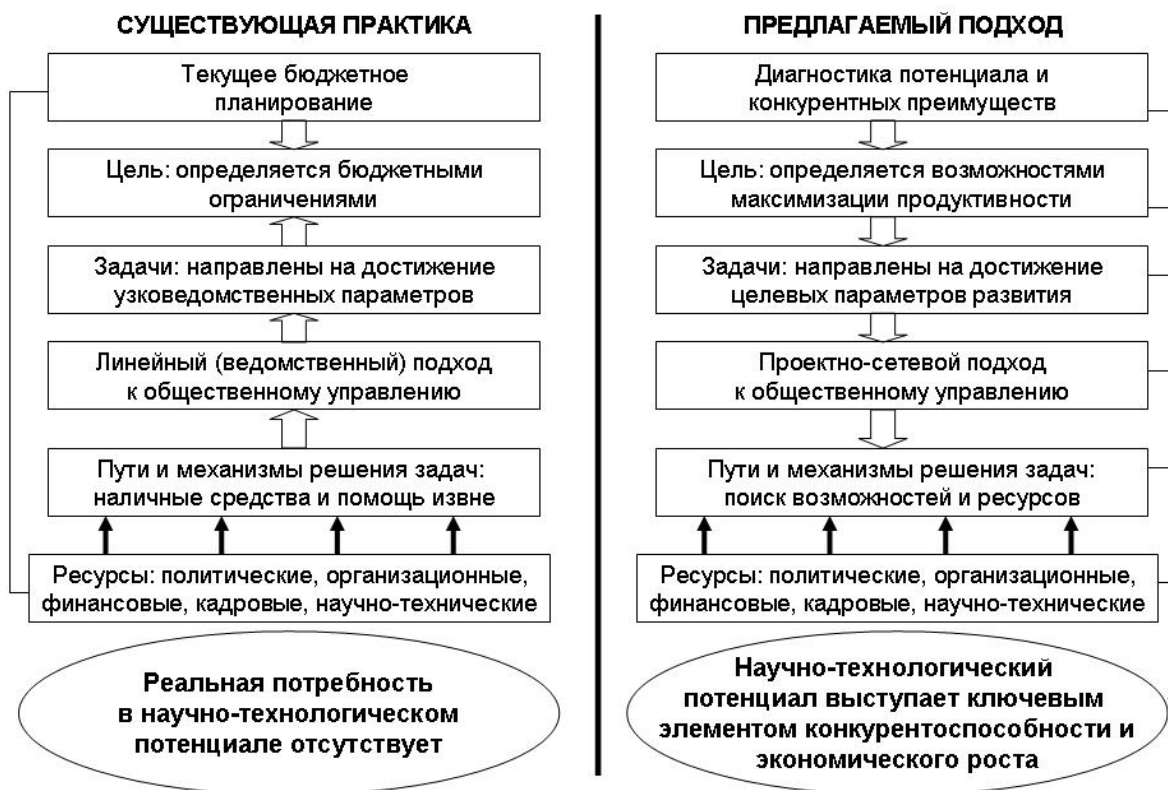 СУЩЕСТВУЮЩАЯ ПРАКТИКА
Текущее бюджетное
планирование
Цель: определяется бюджетными
ограничениями
Задачи: направлены на достижение
узковедомственных параметров
Линейный (ведомственный) подход
к общественному управлению
Пути и механизмы решения задач:
наличные средства и помощь извне
Ресурсы: политические, организационные,
финансовые, кадровые, научно-технические
Реальная потребность
в научно-технологическом
потенциале отсутствует
ПРЕДЛАГАЕМЫЙ ПОДХОД
Диагностика потенциала и
конкурентных преимуществ
Цель: определяется возможностями
максимизации продуктивности
Задачи: направлены на достижение
целевых параметров развития
Проектно-сетевой подход
к общественному управлению
Пути и механизмы решения задач:
поиск возможностей и ресурсов
Ресурсы: политические, организационные,
финансовые, кадровые, научно-технические
Научно-технологический
потенциал выступает ключевым
элементом конкурентоспособности и
экономического роста